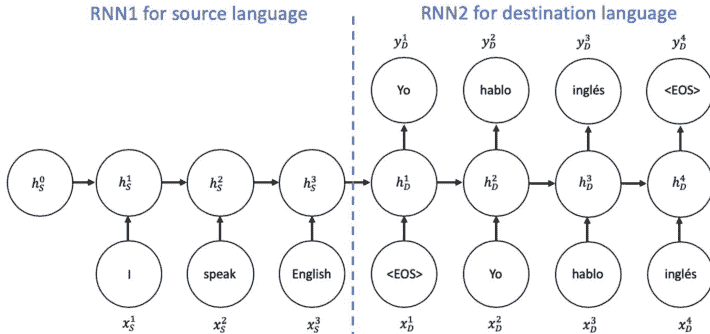 RNN1 for source language
RNN2 for destination language
y_D^1 y_D^2 y_D^3 y_D^4
Yo hablo inglés <EOS>
h_S^0 h_S^1 h_S^2 h_S^3 h_D^1 h_D^2 h_D^3 h_D^4
I speak English <EOS> Yo hablo inglés
x_S^1 x_S^2 x_S^3 x_D^1 x_D^2 x_D^3 x_D^4